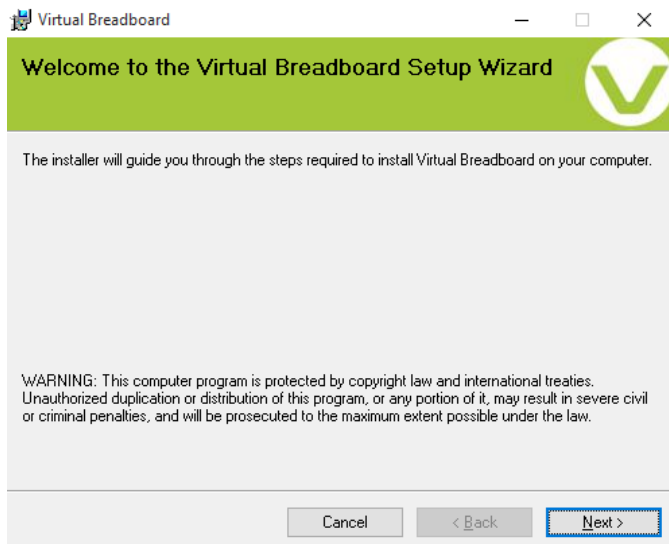 Virtual Breadboard
Welcome to the Virtual Breadboard Setup Wizard
The installer will guide you through the steps required to install Virtual Breadboard on your computer.
WARNING: This computer program is protected by copyright law and international treaties.
Unauthorized duplication or distribution of this program, or any portion of it, may result in severe civil
or criminal penalties, and will be prosecuted to the maximum extent possible under the law.
Cancel < Back Next >